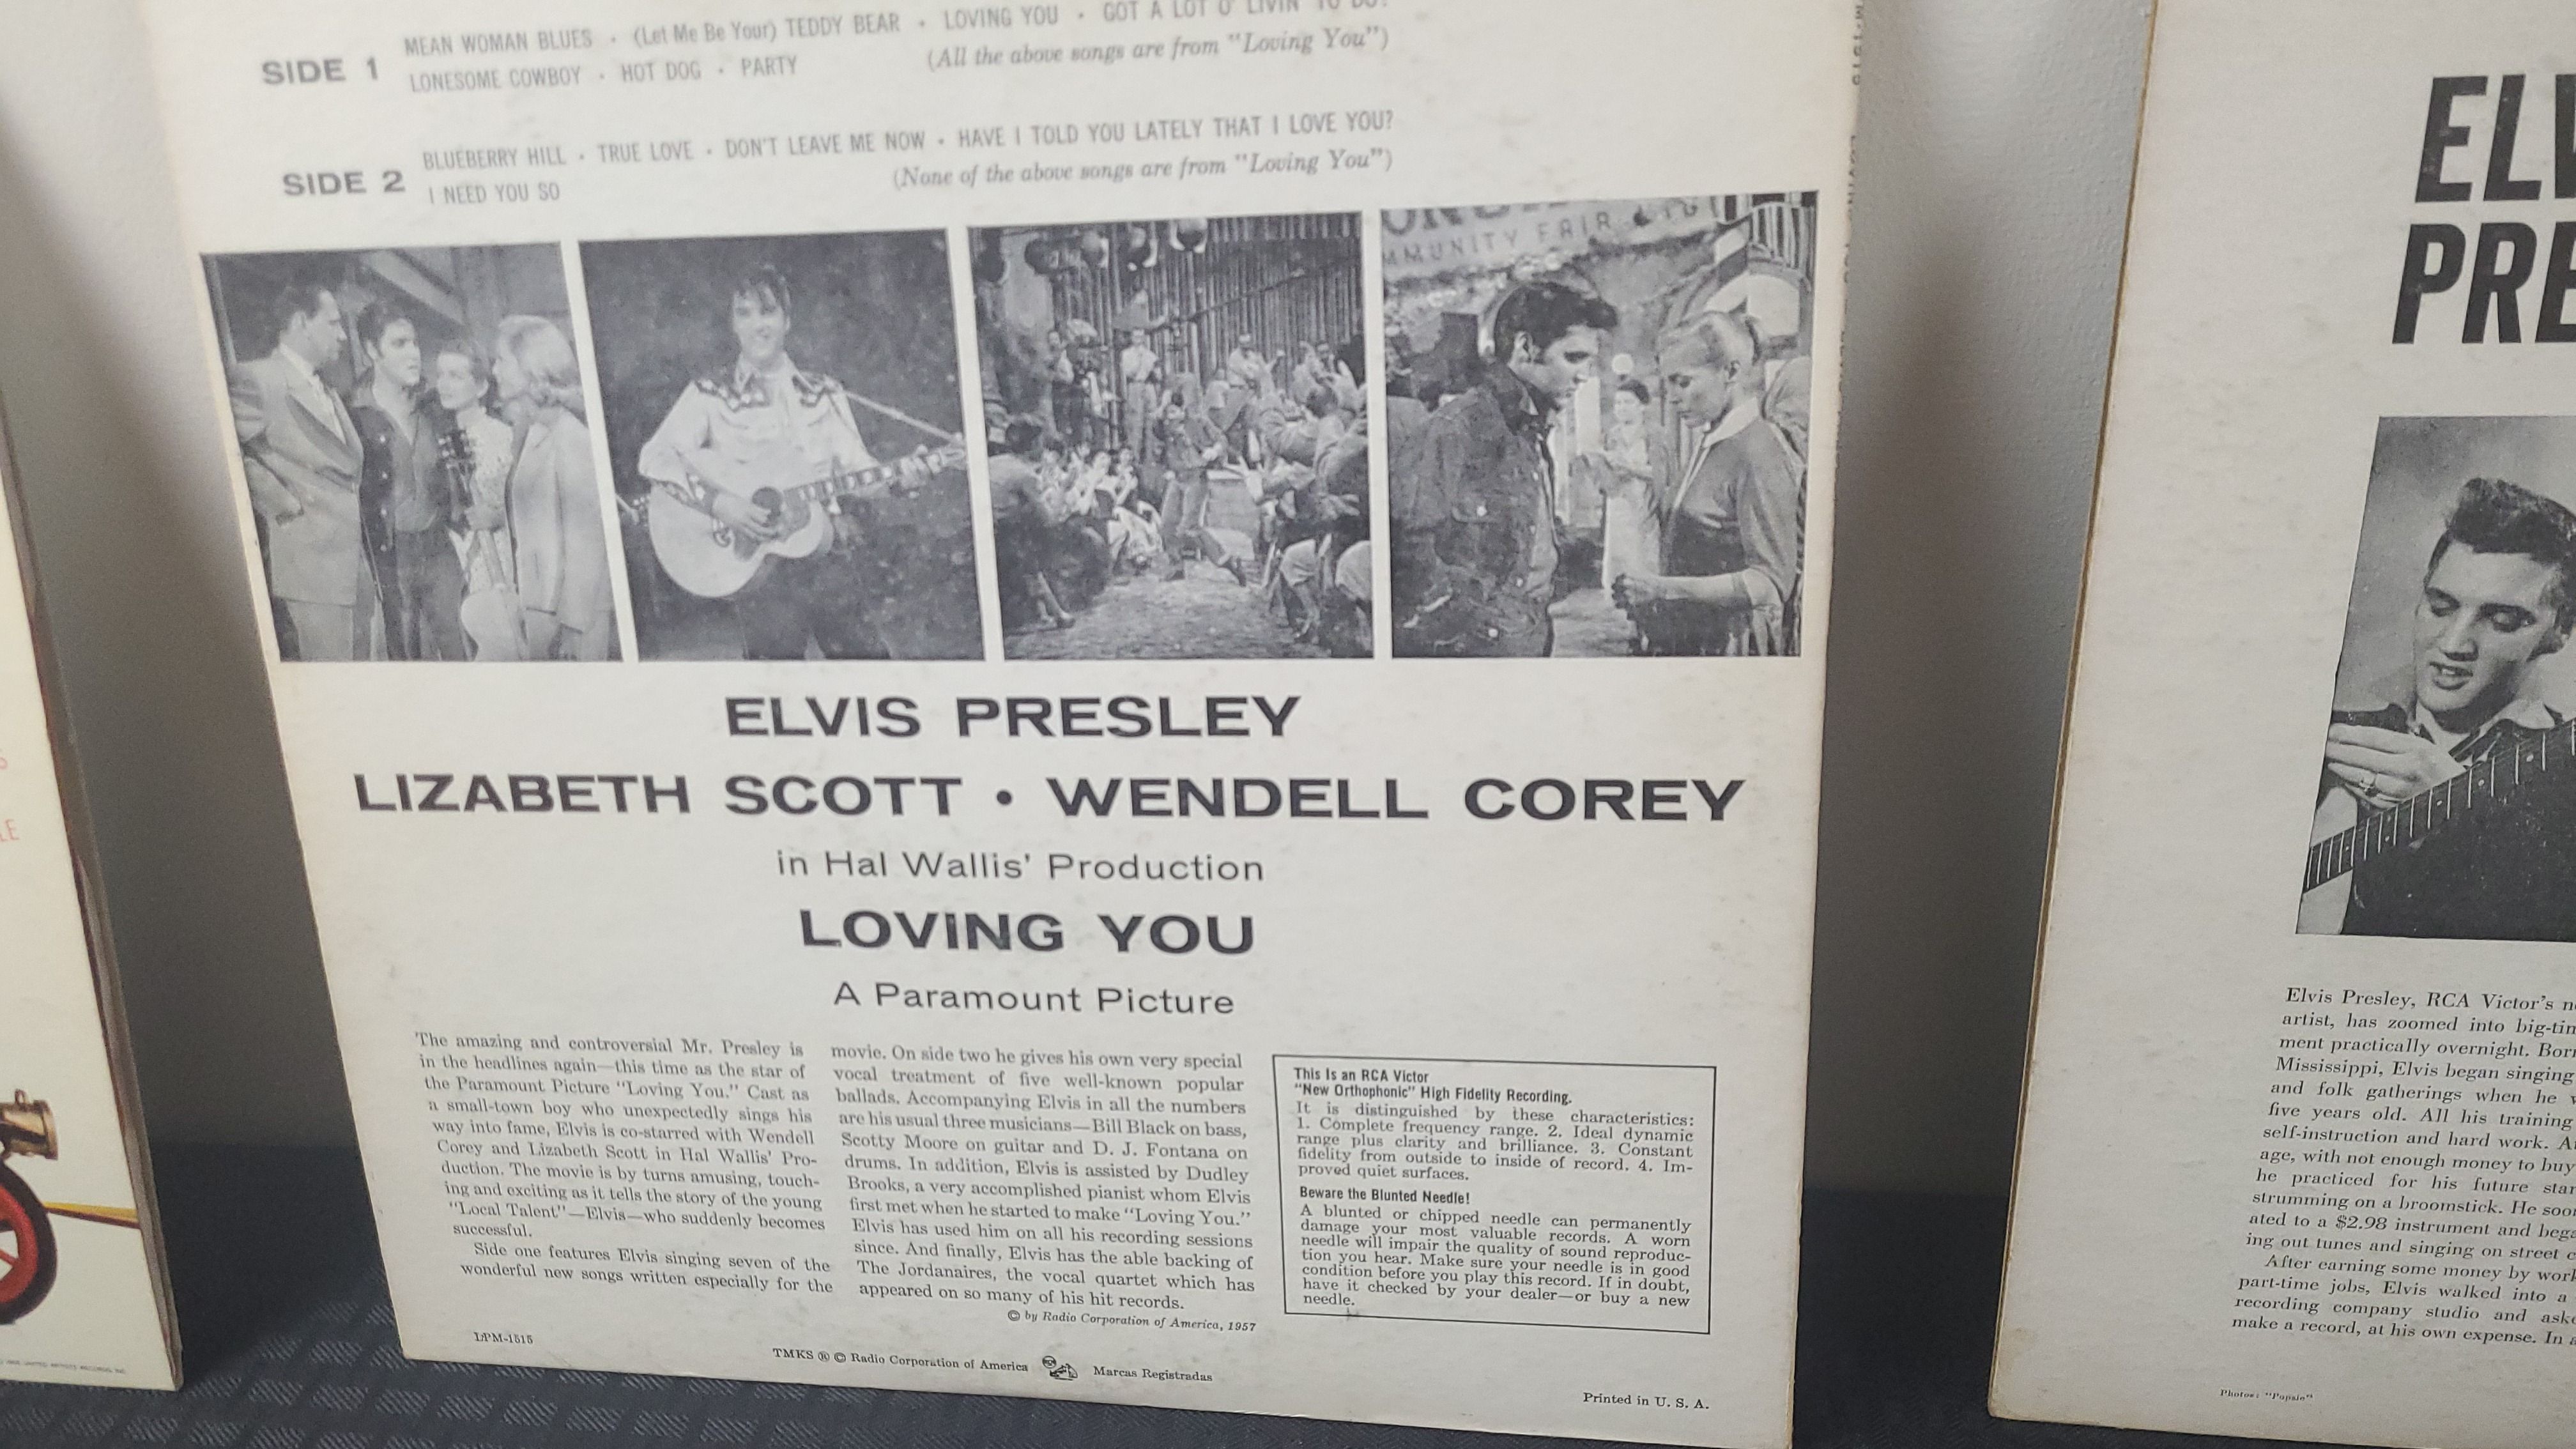 SIDE 1
MEAN WOMAN BLUES · (Let Me Be Your) TEDDY BEAR · LOVING YOU · GOT A LOT O' LIVIN' TO DO!
LONESOME COWBOY · HOT DOG · PARTY
(All the above songs are from "Loving You")
SIDE 2
BLUEBERRY HILL · TRUE LOVE · DON'T LEAVE ME NOW · HAVE I TOLD YOU LATELY THAT I LOVE YOU?
I NEED YOU SO
(None of the above songs are from "Loving You")
MMUNITY FAIR
ELVIS PRESLEY
LIZABETH SCOTT • WENDELL COREY
in Hal Wallis' Production
LOVING YOU
A Paramount Picture
The amazing and controversial Mr. Presley is
in the headlines again—this time as the star of
the Paramount Picture "Loving You." Cast as
a small-town boy who unexpectedly sings his
way into fame, Elvis is co-starred with Wendell
Corey and Lizabeth Scott in Hal Wallis' Pro-
duction. The movie is by turns amusing, touch-
ing and exciting as it tells the story of the young
"Local Talent"—Elvis—who suddenly becomes
successful.
Side one features Elvis singing seven of the
wonderful new songs written especially for the
movie. On side two he gives his own very special
vocal treatment of five well-known popular
ballads. Accompanying Elvis in all the numbers
are his usual three musicians—Bill Black on bass,
Scotty Moore on guitar and D. J. Fontana on
drums. In addition, Elvis is assisted by Dudley
Brooks, a very accomplished pianist whom Elvis
first met when he started to make "Loving You."
Elvis has used him on all his recording sessions
since. And finally, Elvis has the able backing of
The Jordanaires, the vocal quartet which has
appeared on so many of his hit records.
© by Radio Corporation of America, 1957
This Is an RCA Victor
"New Orthophonic" High Fidelity Recording.
It is distinguished by these characteristics:
1. Complete frequency range. 2. Ideal dynamic
range plus clarity and brilliance. 3. Constant
fidelity from outside to inside of record. 4. Im-
proved quiet surfaces.
Beware the Blunted Needle!
A blunted or chipped needle can permanently
damage your most valuable records. A worn
needle will impair the quality of sound reproduc-
tion you hear. Make sure your needle is in good
condition before you play this record. If in doubt,
have it checked by your dealer—or buy a new
needle.
LPM-1515
TMKS ® © Radio Corporation of America
Marcas Registradas
Printed in U. S. A.
ELV
PRE
Elvis Presley, RCA Victor's n
artist, has zoomed into big-tim
ment practically overnight. Born
Mississippi, Elvis began singing
and folk gatherings when he w
five years old. All his training
self-instruction and hard work. A
age, with not enough money to buy
he practiced for his future star
strumming on a broomstick. He soon
ated to a $2.98 instrument and bega
ing out tunes and singing on street c
After earning some money by work
part-time jobs, Elvis walked into a
recording company studio and aske
make a record, at his own expense. In a
Photos: "Popsie"